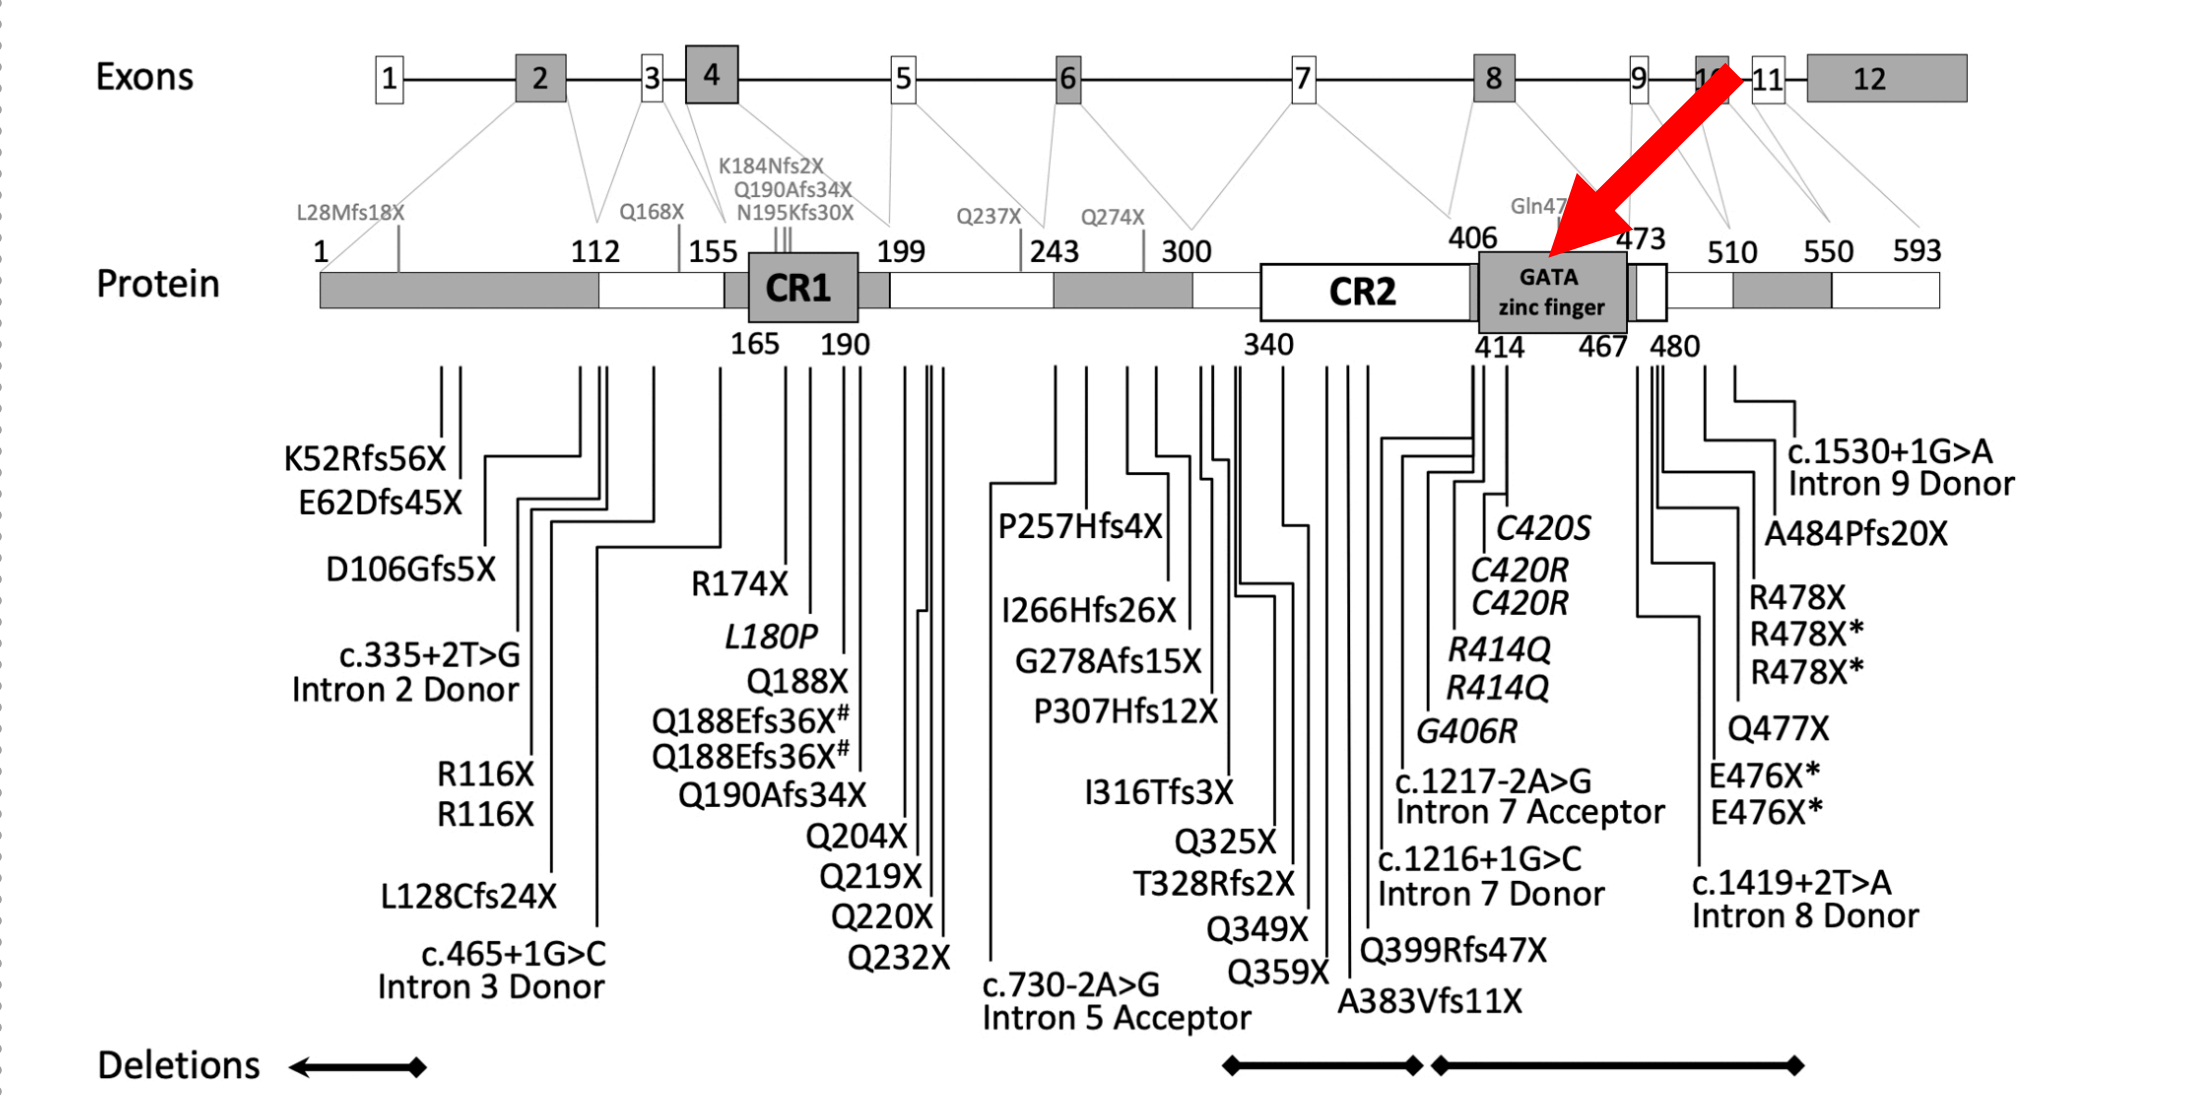 Exons
1 2 3 4 5 6 7 8 9 11 12
K184Nfs2X
Q190Afs34X
L28Mfs18X Q168X N195Kfs30X Q237X Q274X
1 112 155 199 243 300 406 473 510 550 593
Protein
CR1 CR2 GATA
zinc finger
165 190 340 414 467 480
K52Rfs56X
E62Dfs45X
D106Gfs5X
c.335+2T>G
Intron 2 Donor
R116X
R116X
L128Cfs24X
c.465+1G>C
Intron 3 Donor
R174X
L180P
Q188X
Q188Efs36X#
Q188Efs36X#
Q190Afs34X
Q204X
Q219X
Q220X
Q232X
c.730-2A>G
Intron 5 Acceptor
P257Hfs4X
I266Hfs26X
G278Afs15X
P307Hfs12X
I316Tfs3X
Q325X
T328Rfs2X
Q349X
Q359X
A383Vfs11X
Q399Rfs47X
c.1216+1G>C
Intron 7 Donor
c.1217-2A>G
Intron 7 Acceptor
G406R
R414Q
R414Q
C420R
C420R
C420S
c.1419+2T>A
Intron 8 Donor
E476X*
E476X*
Q477X
R478X
R478X*
R478X*
A484Pfs20X
c.1530+1G>A
Intron 9 Donor
Deletions